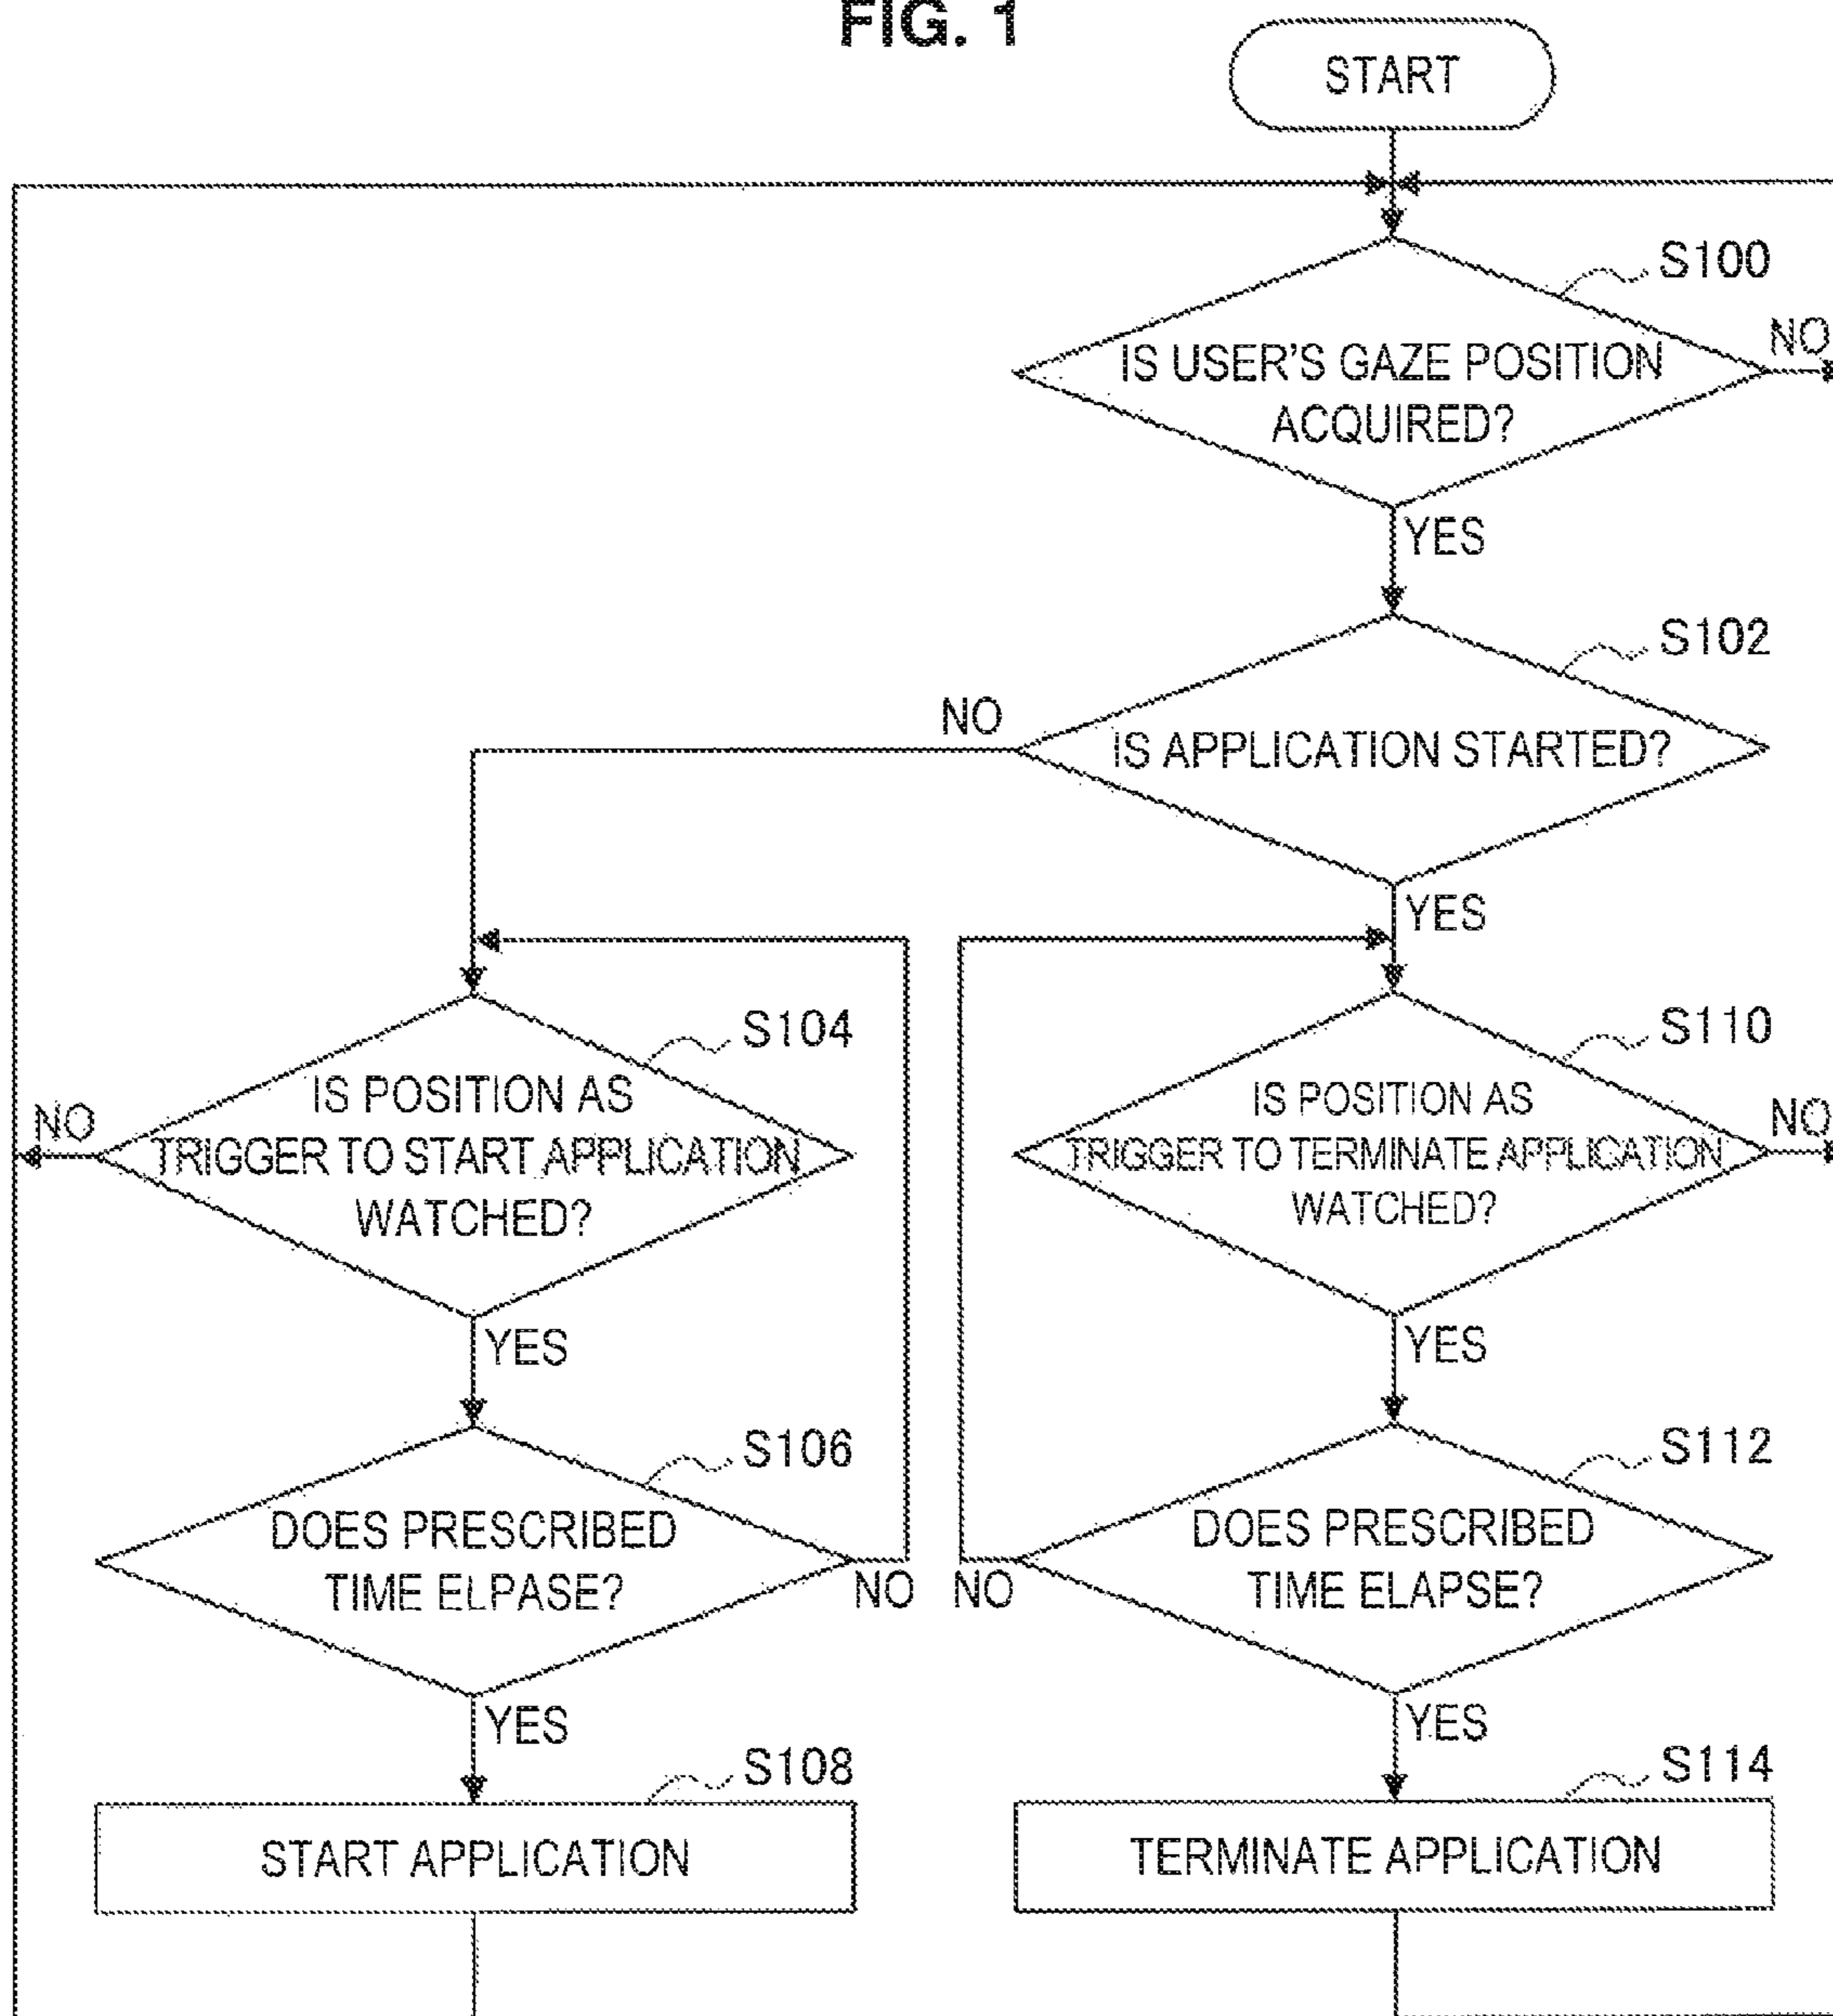 FIG. 1
START
S100
IS USER'S GAZE POSITION
ACQUIRED?
NO
YES
S102
NO
IS APPLICATION STARTED?
YES
S104
IS POSITION AS
TRIGGER TO START APPLICATION
WATCHED?
NO
YES
S110
IS POSITION AS
TRIGGER TO TERMINATE APPLICATION
WATCHED?
NO
YES
S106
DOES PRESCRIBED
TIME ELPASE?
NO
YES
S112
DOES PRESCRIBED
TIME ELAPSE?
NO
YES
S108
START APPLICATION
S114
TERMINATE APPLICATION